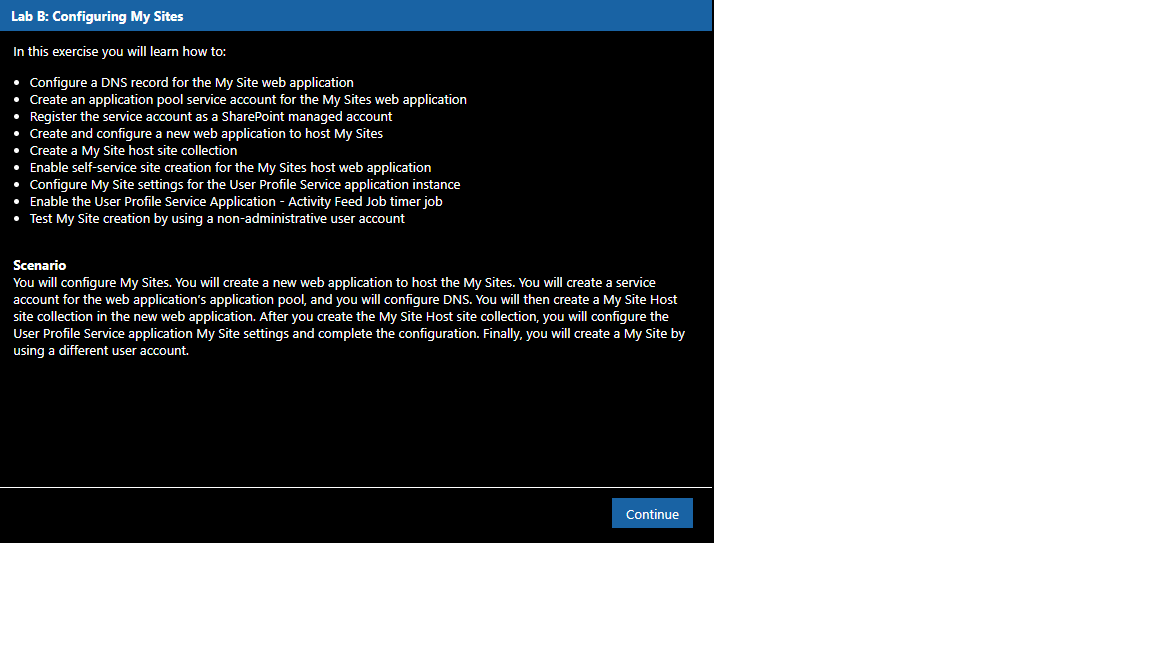 Lab B: Configuring My Sites
In this exercise you will learn how to:
• Configure a DNS record for the My Site web application
• Create an application pool service account for the My Sites web application
• Register the service account as a SharePoint managed account
• Create and configure a new web application to host My Sites
• Create a My Site host site collection
• Enable self-service site creation for the My Sites host web application
• Configure My Site settings for the User Profile Service application instance
• Enable the User Profile Service Application - Activity Feed Job timer job
• Test My Site creation by using a non-administrative user account
Scenario
You will configure My Sites. You will create a new web application to host the My Sites. You will create a service
account for the web application's application pool, and you will configure DNS. You will then create a My Site Host
site collection in the new web application. After you create the My Site Host site collection, you will configure the
User Profile Service application My Site settings and complete the configuration. Finally, you will create a My Site by
using a different user account.
Continue